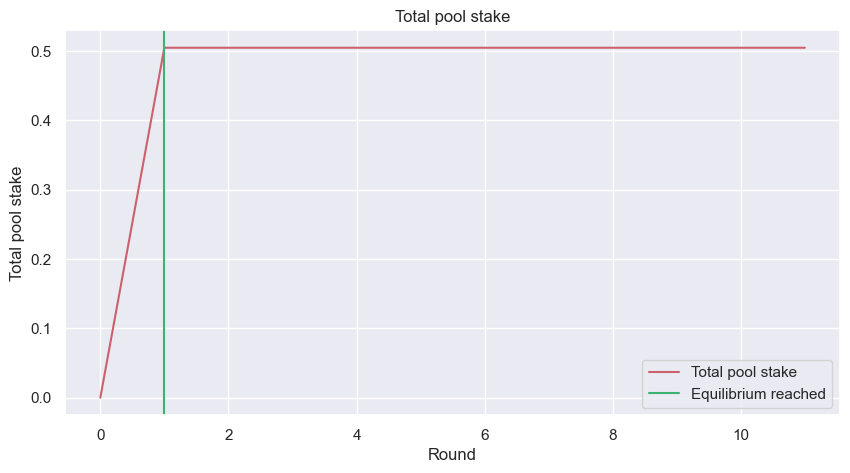 Total pool stake
Total pool stake
0.5
0.4
0.3
0.2
0.1
0.0
0 2 4 6 8 10
Round
Total pool stake
Equilibrium reached